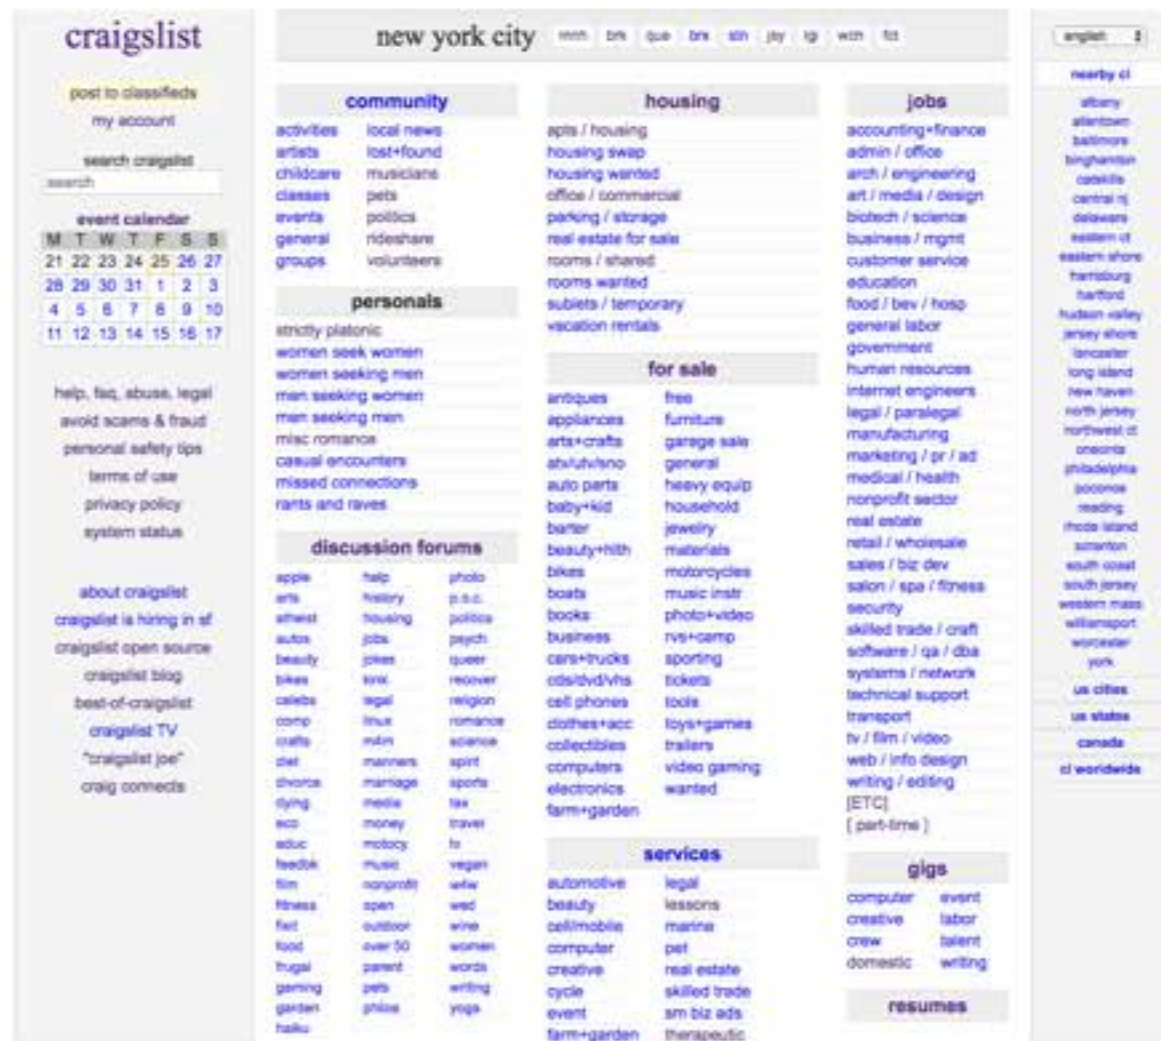 craigslist
post to classifieds
my account
search craigslist
search
event calendar
M T W T F S S
21 22 23 24 25 26 27
28 29 30 31 1 2 3
4 5 6 7 8 9 10
11 12 13 14 15 16 17
help, faq, abuse, legal
avoid scams & fraud
personal safety tips
terms of use
privacy policy
system status
about craigslist
craigslist is hiring in sf
craigslist open source
craigslist blog
best-of-craigslist
craigslist TV
"craigslist joe"
craig connects
new york city mnh brk que brx stn jsy lgi wch fct
community
activities local news
artists lost+found
childcare musicians
classes pets
events politics
general rideshare
groups volunteers
personals
strictly platonic
women seek women
women seeking men
men seeking women
men seeking men
misc romance
casual encounters
missed connections
rants and raves
discussion forums
apple help photo
arts history p.o.c.
atheist housing politics
autos jobs psych
beauty jokes queer
bikes kink recover
celebs legal religion
comp linux romance
crafts m4m science
diet manners spirit
divorce marriage sports
dying media tax
eco money travel
educ motocy tv
feedbk music vegan
film nonprofit w4w
fitness open wed
fixit outdoor wine
food over 50 women
frugal parent words
gaming pets writing
garden philos yoga
haiku
housing
apts / housing
housing swap
housing wanted
office / commercial
parking / storage
real estate for sale
rooms / shared
rooms wanted
sublets / temporary
vacation rentals
for sale
antiques free
appliances furniture
arts+crafts garage sale
atv/utv/sno general
auto parts heavy equip
baby+kid household
barter jewelry
beauty+hlth materials
bikes motorcycles
boats music instr
books photo+video
business rvs+camp
cars+trucks sporting
cds/dvd/vhs tickets
cell phones tools
clothes+acc toys+games
collectibles trailers
computers video gaming
electronics wanted
farm+garden
services
automotive legal
beauty lessons
cell/mobile marine
computer pet
creative real estate
cycle skilled trade
event sm biz ads
farm+garden therapeutic
jobs
accounting+finance
admin / office
arch / engineering
art / media / design
biotech / science
business / mgmt
customer service
education
food / bev / hosp
general labor
government
human resources
internet engineers
legal / paralegal
manufacturing
marketing / pr / ad
medical / health
nonprofit sector
real estate
retail / wholesale
sales / biz dev
salon / spa / fitness
security
skilled trade / craft
software / qa / dba
systems / network
technical support
transport
tv / film / video
web / info design
writing / editing
[ETC]
[ part-time ]
gigs
computer event
creative labor
crew talent
domestic writing
resumes
english
nearby cl
albany
allentown
baltimore
binghamton
catskills
central nj
delaware
eastern ct
eastern shore
harrisburg
hartford
hudson valley
jersey shore
lancaster
long island
new haven
north jersey
northwest ct
oneonta
philadelphia
poconos
reading
rhode island
scranton
south coast
south jersey
western mass
williamsport
worcester
york
us cities
us states
canada
cl worldwide